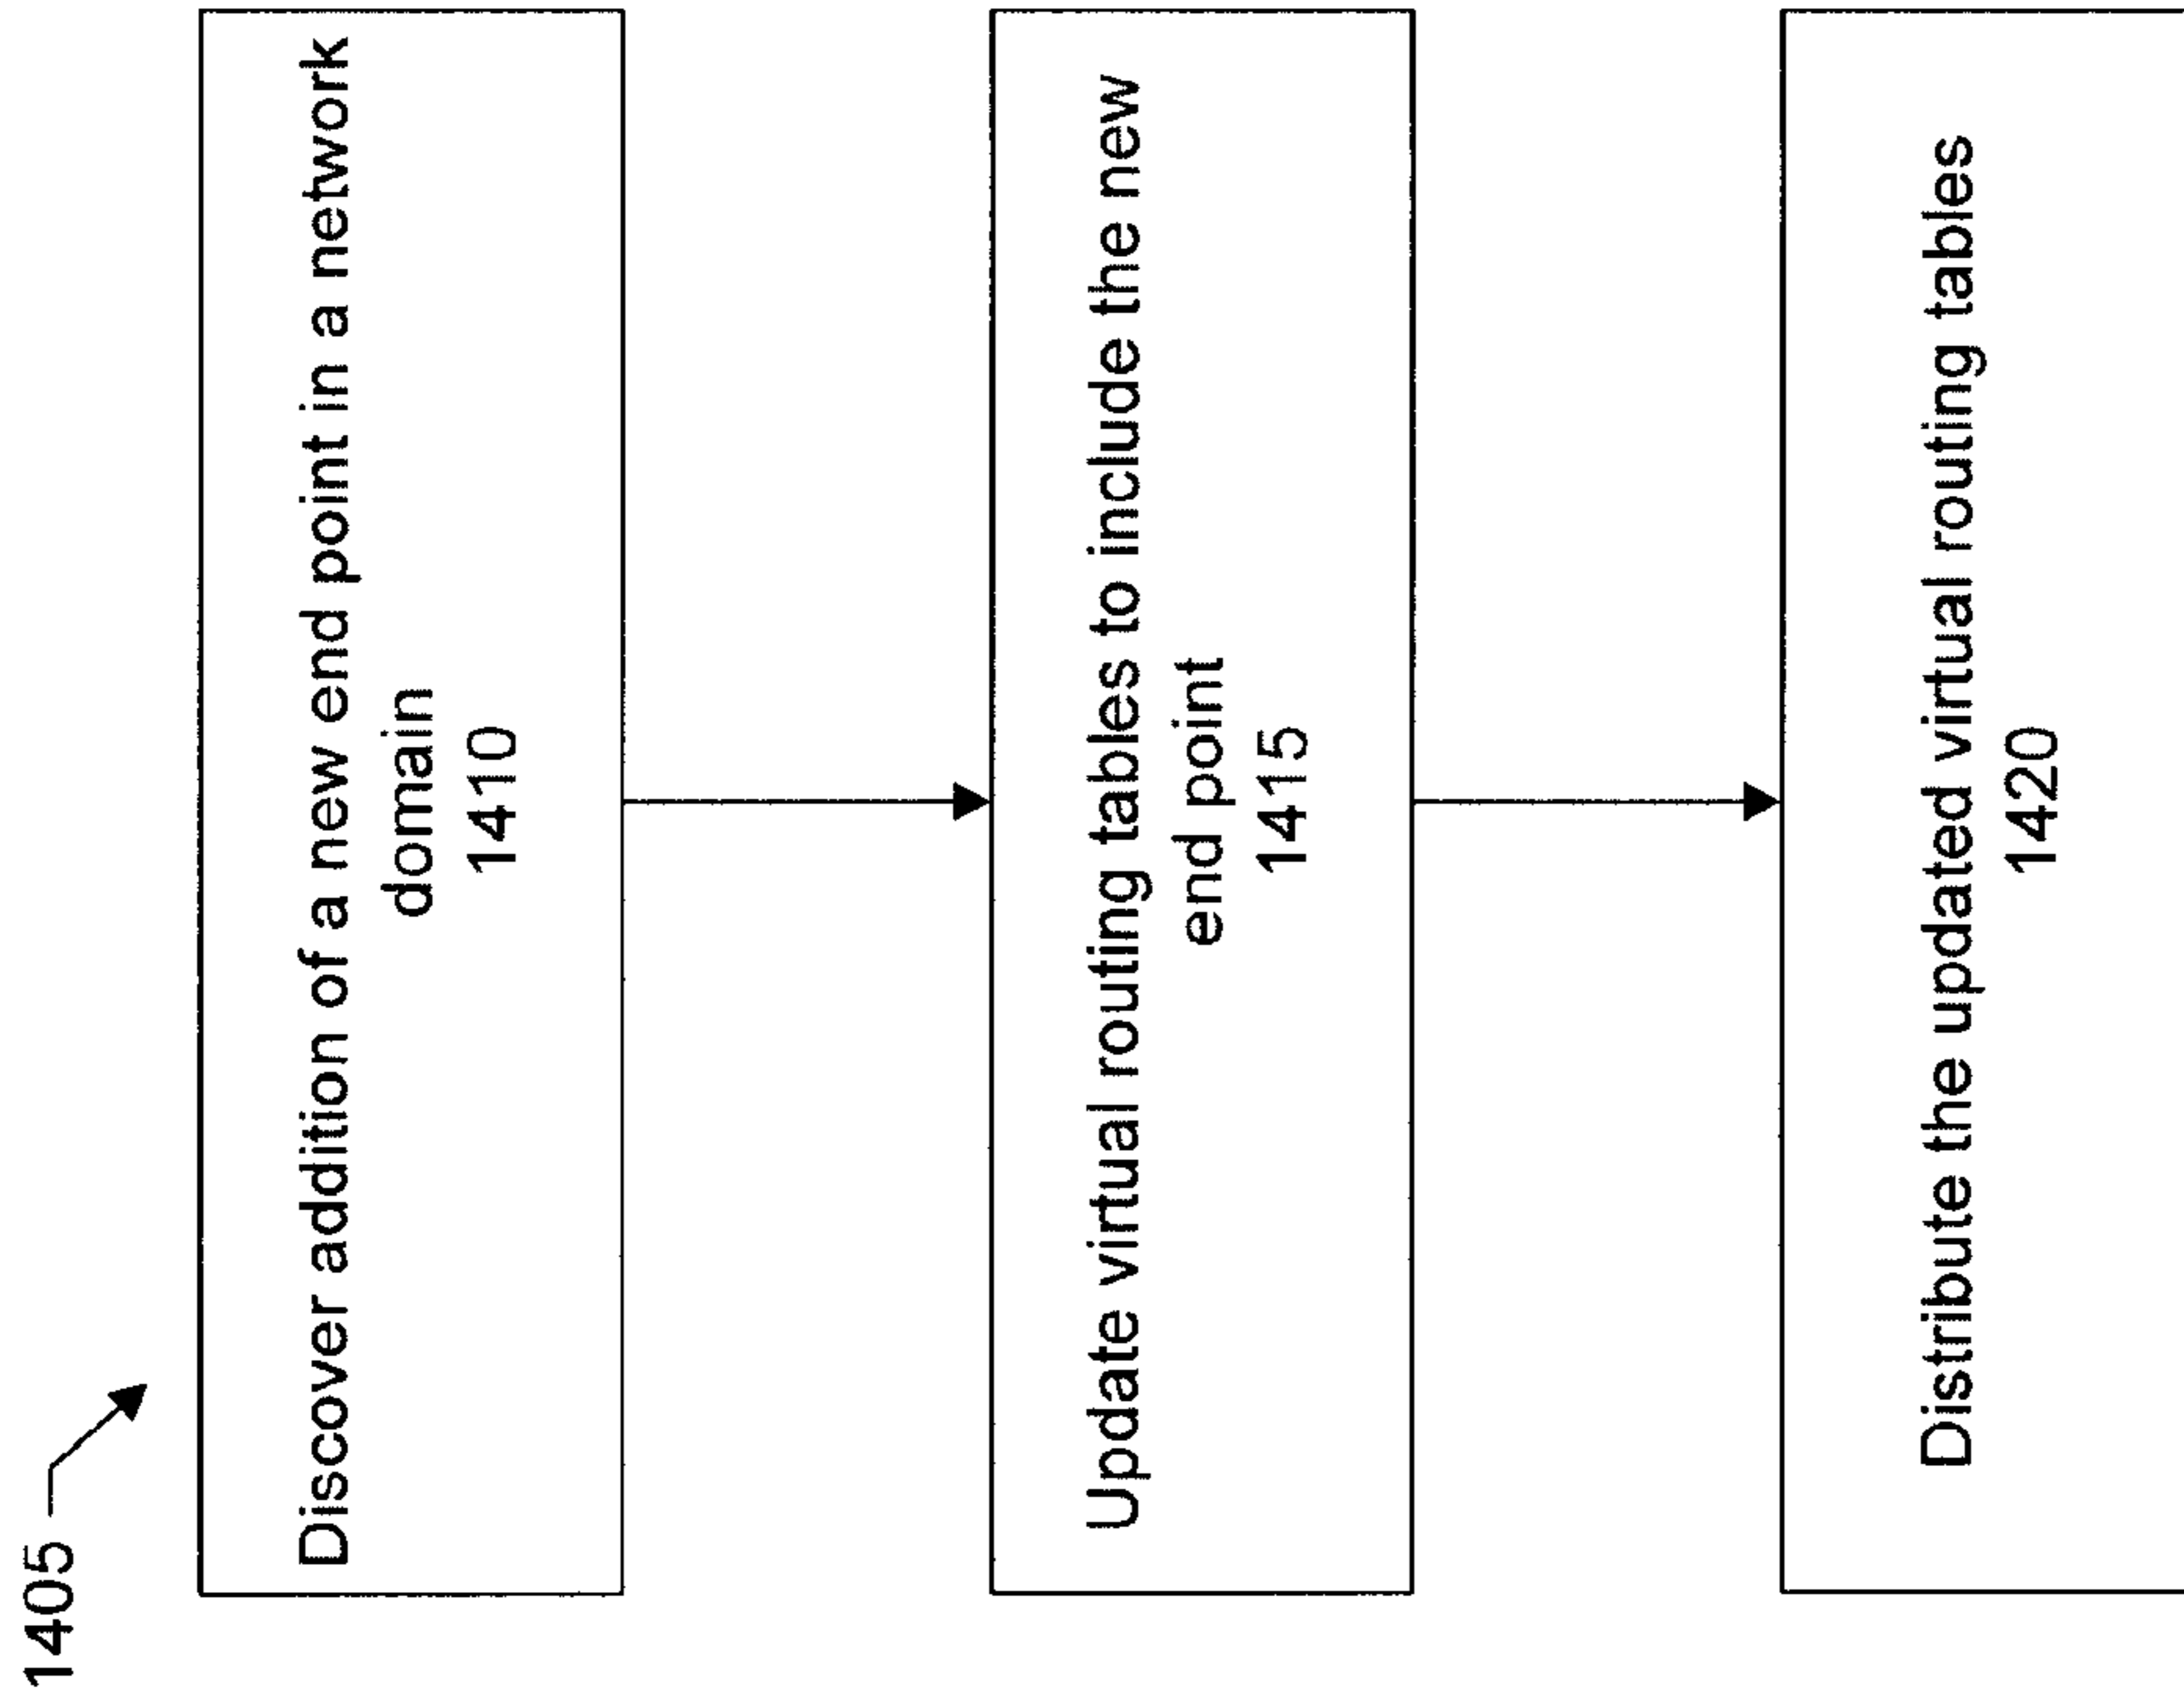 1405
Discover addition of a new end point in a network
domain
1410
Update virtual routing tables to include the new
end point
1415
Distribute the updated virtual routing tables
1420